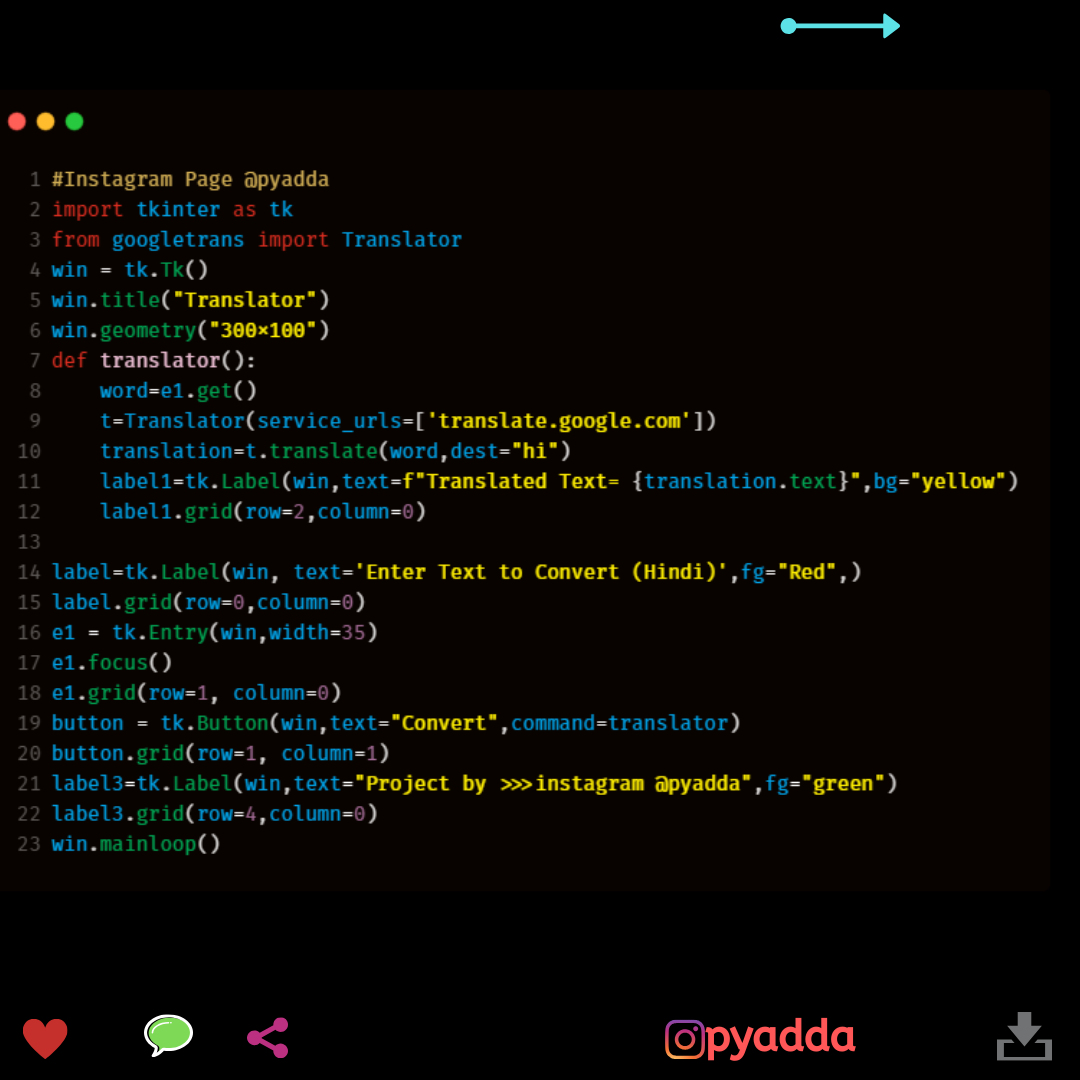 1 #Instagram Page @pyadda
2 import tkinter as tk
3 from googletrans import Translator
4 win = tk.Tk()
5 win.title("Translator")
6 win.geometry("300×100")
7 def translator():
8     word=e1.get()
9     t=Translator(service_urls=['translate.google.com'])
10     translation=t.translate(word,dest="hi")
11     label1=tk.Label(win,text=f"Translated Text= {translation.text}",bg="yellow")
12     label1.grid(row=2,column=0)
13
14 label=tk.Label(win, text='Enter Text to Convert (Hindi)',fg="Red",)
15 label.grid(row=0,column=0)
16 e1 = tk.Entry(win,width=35)
17 e1.focus()
18 e1.grid(row=1, column=0)
19 button = tk.Button(win,text="Convert",command=translator)
20 button.grid(row=1, column=1)
21 label3=tk.Label(win,text="Project by >>>instagram @pyadda",fg="green")
22 label3.grid(row=4,column=0)
23 win.mainloop()
pyadda